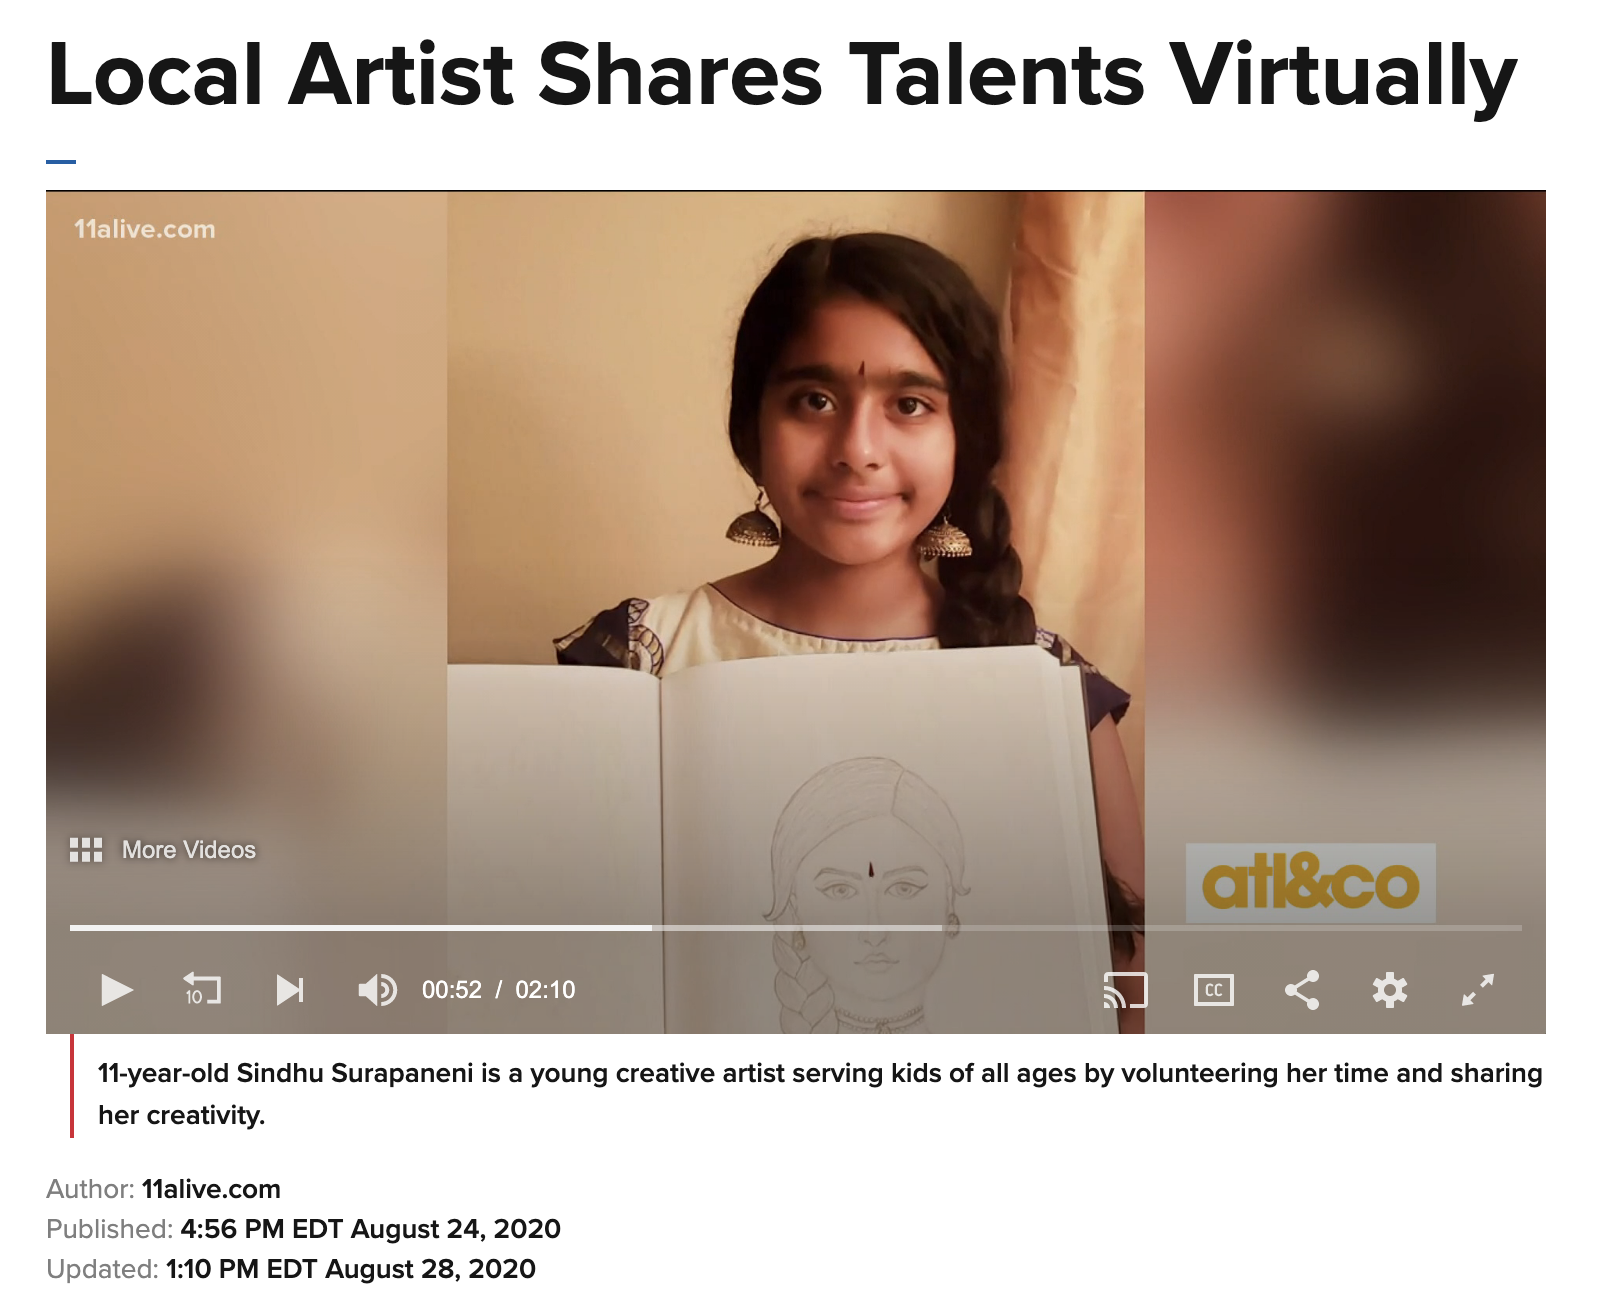 Local Artist Shares Talents Virtually
11alive.com
More Videos
atl&co
10
00:52 / 02:10
CC
11-year-old Sindhu Surapaneni is a young creative artist serving kids of all ages by volunteering her time and sharing
her creativity.
Author: 11alive.com
Published: 4:56 PM EDT August 24, 2020
Updated: 1:10 PM EDT August 28, 2020